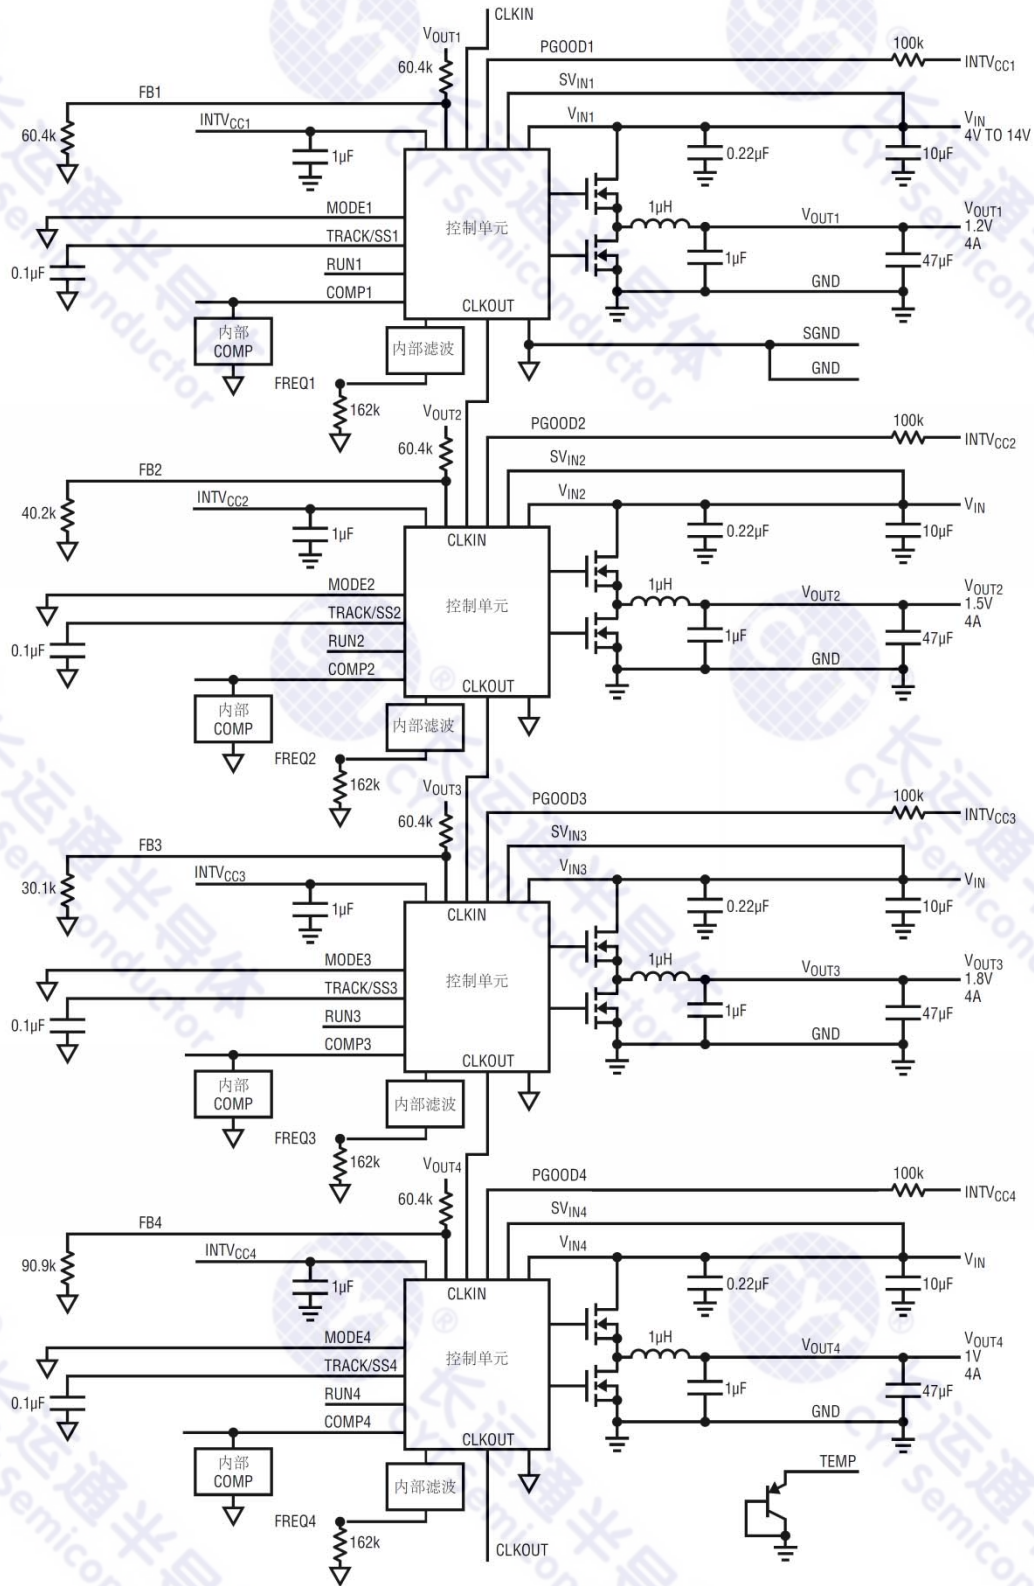 CLKIN
VOUT1
PGOOD1
100k
INTVCC1
60.4k
SVIN1
FB1
INTVCC1
VIN1
VIN
4V TO 14V
60.4k
1µF
0.22µF
10µF
MODE1
控制单元
1µH
VOUT1
VOUT1
1.2V
4A
TRACK/SS1
0.1µF
RUN1
1µF
47µF
COMP1
CLKOUT
GND
内部
COMP
内部滤波
SGND
GND
FREQ1
162k
VOUT2
PGOOD2
100k
INTVCC2
60.4k
SVIN2
FB2
INTVCC2
VIN2
VIN
40.2k
1µF
CLKIN
0.22µF
10µF
MODE2
控制单元
1µH
VOUT2
VOUT2
1.5V
4A
TRACK/SS2
0.1µF
RUN2
1µF
47µF
COMP2
CLKOUT
GND
内部
COMP
内部滤波
FREQ2
162k
VOUT3
PGOOD3
100k
INTVCC3
60.4k
SVIN3
FB3
INTVCC3
VIN3
VIN
30.1k
1µF
CLKIN
0.22µF
10µF
MODE3
控制单元
1µH
VOUT3
VOUT3
1.8V
4A
TRACK/SS3
0.1µF
RUN3
1µF
47µF
COMP3
CLKOUT
GND
内部
COMP
内部滤波
FREQ3
162k
VOUT4
PGOOD4
100k
INTVCC4
60.4k
SVIN4
FB4
INTVCC4
VIN4
VIN
90.9k
1µF
CLKIN
0.22µF
10µF
MODE4
控制单元
1µH
VOUT4
VOUT4
1V
4A
TRACK/SS4
0.1µF
RUN4
1µF
47µF
COMP4
CLKOUT
GND
内部
COMP
内部滤波
TEMP
FREQ4
162k
CLKOUT
长运通半导体
CYT Semiconductor